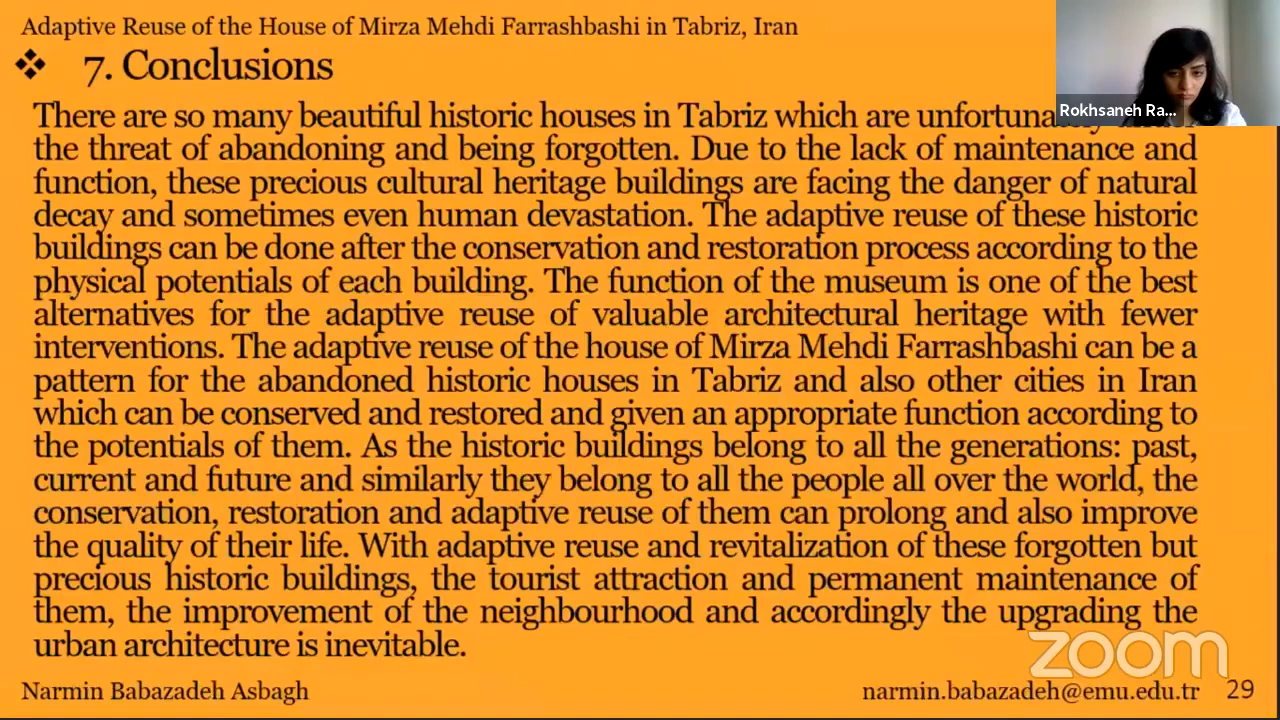 Adaptive Reuse of the House of Mirza Mehdi Farrashbashi in Tabriz, Iran
❖ 7. Conclusions
Rokhsaneh Ra...
There are so many beautiful historic houses in Tabriz which are
the threat of abandoning and being forgotten. Due to the lack of maintenance and
function, these precious cultural heritage buildings are facing the danger of natural
decay and sometimes even human devastation. The adaptive reuse of these historic
buildings can be done after the conservation and restoration process according to the
physical potentials of each building. The function of the museum is one of the best
alternatives for the adaptive reuse of valuable architectural heritage with fewer
interventions. The adaptive reuse of the house of Mirza Mehdi Farrashbashi can be a
pattern for the abandoned historic houses in Tabriz and also other cities in Iran
which can be conserved and restored and given an appropriate function according to
the potentials of them. As the historic buildings belong to all the generations: past,
current and future and similarly they belong to all the people all over the world, the
conservation, restoration and adaptive reuse of them can prolong and also improve
the quality of their life. With adaptive reuse and revitalization of these forgotten but
precious historic buildings, the tourist attraction and permanent maintenance of
them, the improvement of the neighbourhood and accordingly the upgrading the
urban architecture is inevitable.
zoom
Narmin Babazadeh Asbagh
narmin.babazadeh@emu.edu.tr 29